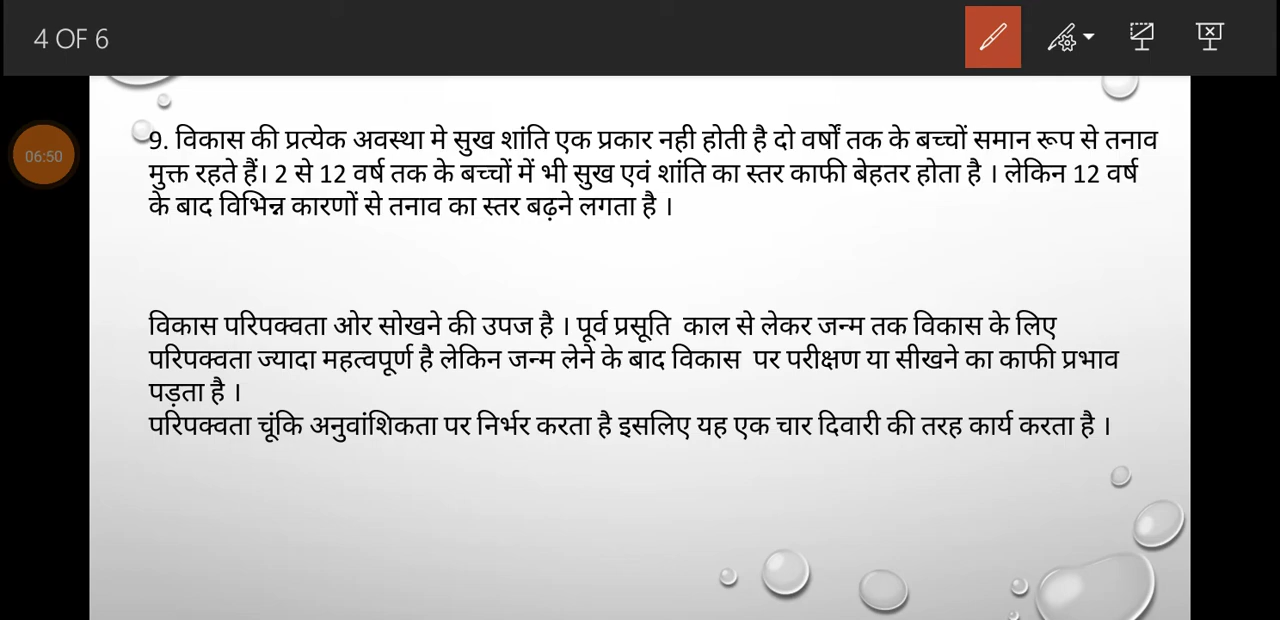 4 OF 6
06:50
9. विकास की प्रत्येक अवस्था मे सुख शांति एक प्रकार नही होती है दो वर्षों तक के बच्चों समान रूप से तनाव
मुक्त रहते हैं। 2 से 12 वर्ष तक के बच्चों में भी सुख एवं शांति का स्तर काफी बेहतर होता है । लेकिन 12 वर्ष
के बाद विभिन्न कारणों से तनाव का स्तर बढ़ने लगता है ।
विकास परिपक्वता ओर सोखने की उपज है । पूर्व प्रसूति काल से लेकर जन्म तक विकास के लिए
परिपक्वता ज्यादा महत्वपूर्ण है लेकिन जन्म लेने के बाद विकास पर परीक्षण या सीखने का काफी प्रभाव
पड़ता है ।
परिपक्वता चूंकि अनुवांशिकता पर निर्भर करता है इसलिए यह एक चार दिवारी की तरह कार्य करता है ।